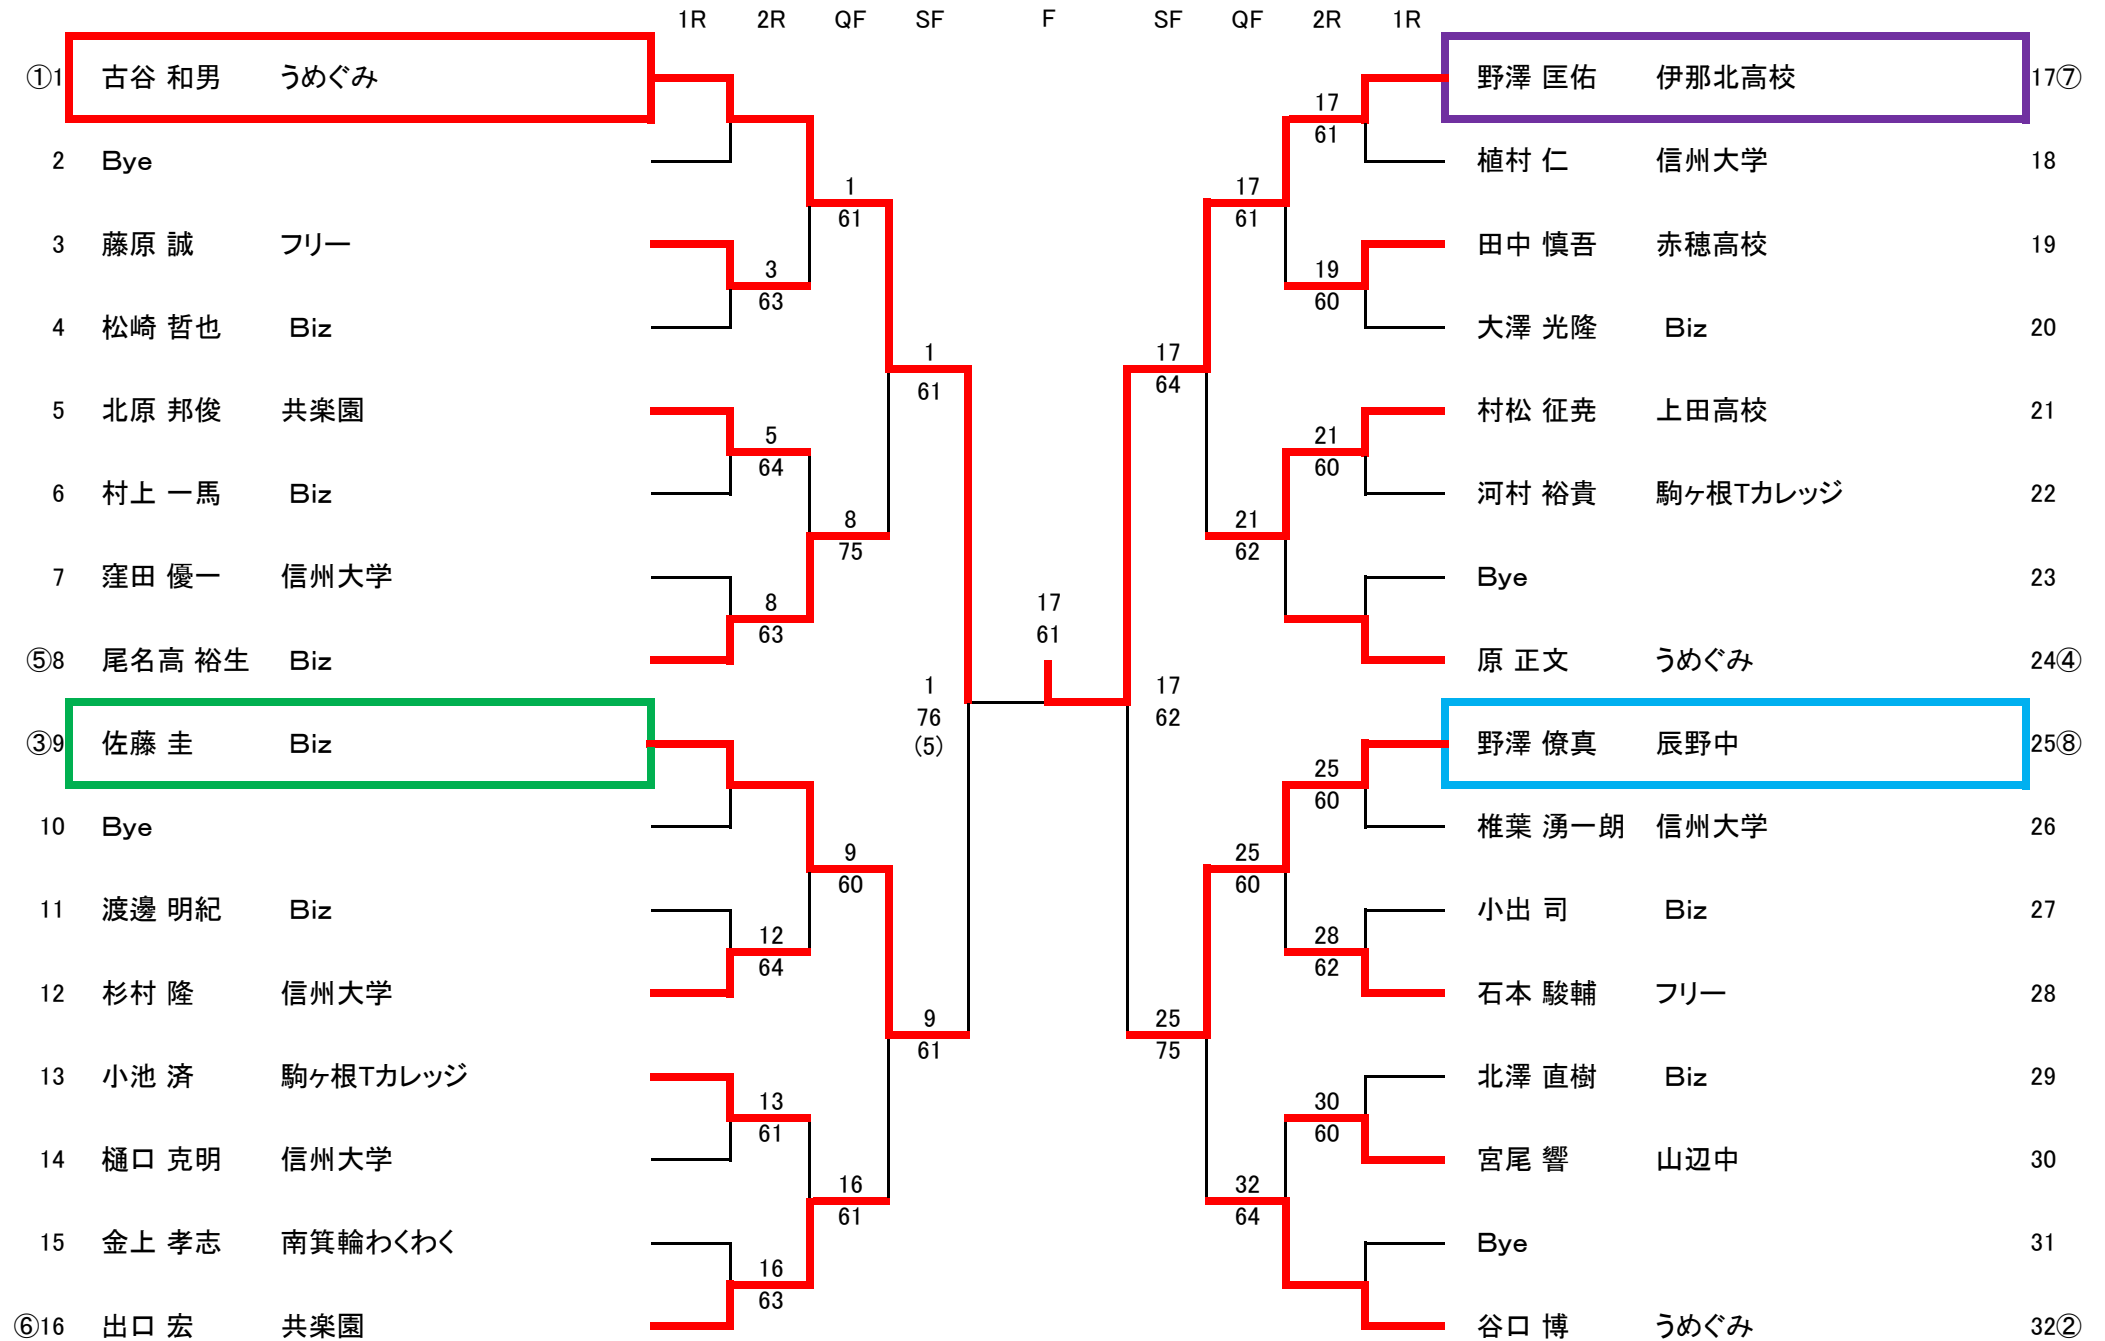 1R 2R QF SF F SF QF 2R 1R
①1 古谷 和男 うめぐみ 野澤 匡佑 伊那北高校 17⑦
17
61
2 Bye 植村 仁 信州大学 18
1 17
61 61
3 藤原 誠 フリー 田中 慎吾 赤穂高校 19
3 19
63 60
4 松崎 哲也 Biz 大澤 光隆 Biz 20
1 17
61 64
5 北原 邦俊 共楽園 村松 征尭 上田高校 21
5 21
64 60
6 村上 一馬 Biz 河村 裕貴 駒ヶ根Tカレッジ 22
8 21
75 62
7 窪田 優一 信州大学 Bye 23
8 17
63 61
⑤8 尾名高 裕生 Biz 原 正文 うめぐみ 24④
1 17
76 62
(5)
③9 佐藤 圭 Biz 野澤 僚真 辰野中 25⑧
25
60
10 Bye 椎葉 湧一朗 信州大学 26
9 25
60 60
11 渡邊 明紀 Biz 小出 司 Biz 27
12 28
64 62
12 杉村 隆 信州大学 石本 駿輔 フリー 28
9 25
61 75
13 小池 済 駒ヶ根Tカレッジ 北澤 直樹 Biz 29
13 30
61 60
14 樋口 克明 信州大学 宮尾 響 山辺中 30
16 32
61 64
15 金上 孝志 南箕輪わくわく Bye 31
16
63
⑥16 出口 宏 共楽園 谷口 博 うめぐみ 32②